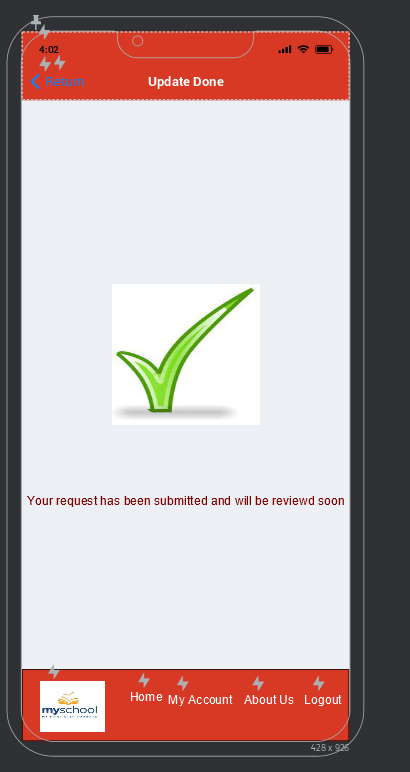 4:02
Return
Update Done
Your request has been submitted and will be reviewd soon
myschool
Home
My Account
About Us
Logout
428 x 926